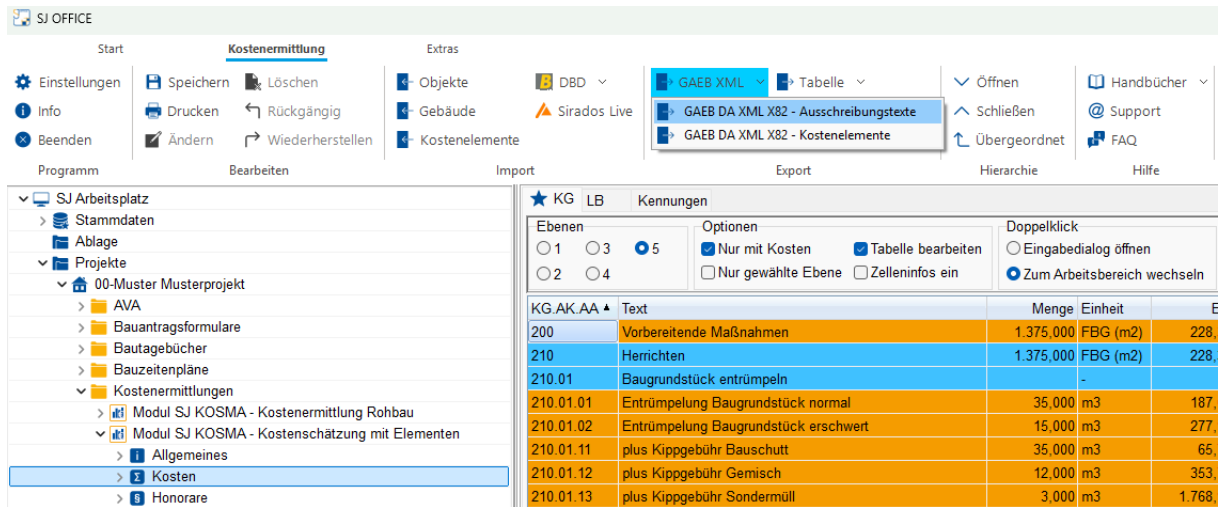 SJ OFFICE
Start Kostenermittlung Extras
Einstellungen Speichern Löschen Objekte DBD GAEB XML Tabelle Öffnen Handbücher
Info Drucken Rückgängig Gebäude Sirados Live GAEB DA XML X82 - Ausschreibungstexte Schließen Support
Beenden Ändern Wiederherstellen Kostenelemente GAEB DA XML X82 - Kostenelemente Übergeordnet FAQ
Programm Bearbeiten Import Export Hierarchie Hilfe
SJ Arbeitsplatz
Stammdaten
Ablage
Projekte
00-Muster Musterprojekt
AVA
Bauantragsformulare
Bautagebücher
Bauzeitenpläne
Kostenermittlungen
Modul SJ KOSMA - Kostenermittlung Rohbau
Modul SJ KOSMA - Kostenschätzung mit Elementen
Allgemeines
Kosten
Honorare
KG LB Kennungen
Ebenen Optionen Doppelklick
1 3 5 Nur mit Kosten Tabelle bearbeiten Eingabedialog öffnen
2 4 Nur gewählte Ebene Zelleninfos ein Zum Arbeitsbereich wechseln
KG.AK.AA Text Menge Einheit E
200 Vorbereitende Maßnahmen 1.375,000 FBG (m2) 228,
210 Herrichten 1.375,000 FBG (m2) 228,
210.01 Baugrundstück entrümpeln -
210.01.01 Entrümpelung Baugrundstück normal 35,000 m3 187,
210.01.02 Entrümpelung Baugrundstück erschwert 15,000 m3 277,
210.01.11 plus Kippgebühr Bauschutt 35,000 m3 65,
210.01.12 plus Kippgebühr Gemisch 12,000 m3 353,
210.01.13 plus Kippgebühr Sondermüll 3,000 m3 1.768,